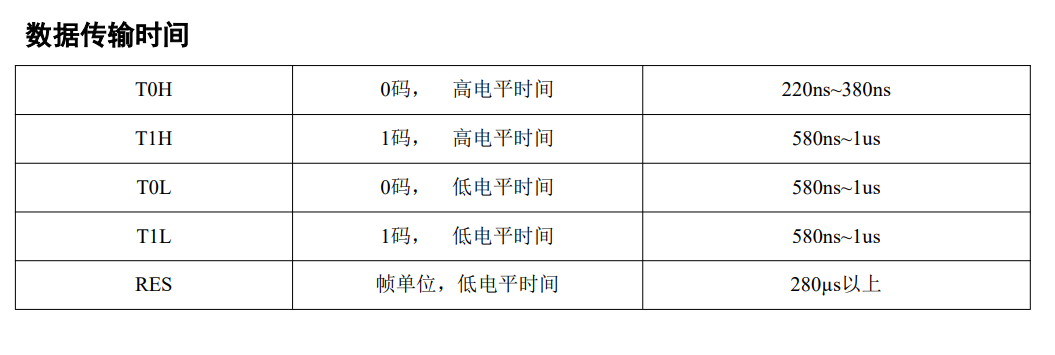 数据传输时间
T0H 0码， 高电平时间 220ns~380ns
T1H 1码， 高电平时间 580ns~1us
T0L 0码， 低电平时间 580ns~1us
T1L 1码， 低电平时间 580ns~1us
RES 帧单位，低电平时间 280μs以上